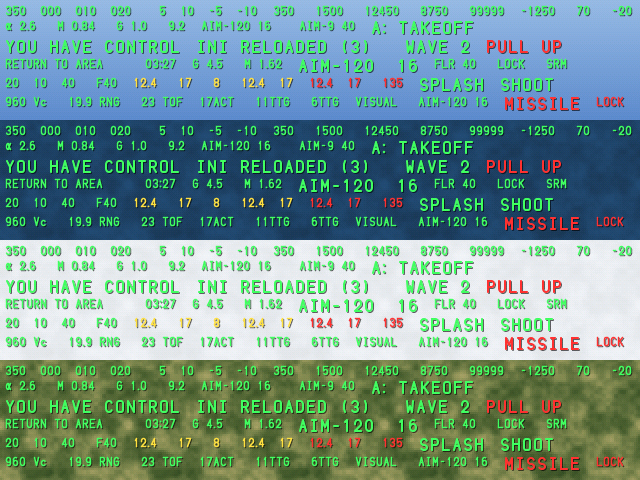 350 000 010 020 5 10 -5 -10 350 1500 12450 8750 99999 -1250 70 -20
α 2.6 M 0.84 G 1.0 9.2 AIM-120 16 AIM-9 40 A: TAKEOFF
YOU HAVE CONTROL INI RELOADED (3) WAVE 2 PULL UP
RETURN TO AREA 03:27 G 4.5 M 1.62 AIM-120 16 FLR 40 LOCK SRM
20 10 40 F40 12.4 17 8 12.4 17 12.4 17 135 SPLASH SHOOT
960 Vc 19.9 RNG 23 TOF 17ACT 11TTG 6TTG VISUAL AIM-120 16 MISSILE LOCK
350 000 010 020 5 10 -5 -10 350 1500 12450 8750 99999 -1250 70 -20
α 2.6 M 0.84 G 1.0 9.2 AIM-120 16 AIM-9 40 A: TAKEOFF
YOU HAVE CONTROL INI RELOADED (3) WAVE 2 PULL UP
RETURN TO AREA 03:27 G 4.5 M 1.62 AIM-120 16 FLR 40 LOCK SRM
20 10 40 F40 12.4 17 8 12.4 17 12.4 17 135 SPLASH SHOOT
960 Vc 19.9 RNG 23 TOF 17ACT 11TTG 6TTG VISUAL AIM-120 16 MISSILE LOCK
350 000 010 020 5 10 -5 -10 350 1500 12450 8750 99999 -1250 70 -20
α 2.6 M 0.84 G 1.0 9.2 AIM-120 16 AIM-9 40 A: TAKEOFF
YOU HAVE CONTROL INI RELOADED (3) WAVE 2 PULL UP
RETURN TO AREA 03:27 G 4.5 M 1.62 AIM-120 16 FLR 40 LOCK SRM
20 10 40 F40 12.4 17 8 12.4 17 12.4 17 135 SPLASH SHOOT
960 Vc 19.9 RNG 23 TOF 17ACT 11TTG 6TTG VISUAL AIM-120 16 MISSILE LOCK
350 000 010 020 5 10 -5 -10 350 1500 12450 8750 99999 -1250 70 -20
α 2.6 M 0.84 G 1.0 9.2 AIM-120 16 AIM-9 40 A: TAKEOFF
YOU HAVE CONTROL INI RELOADED (3) WAVE 2 PULL UP
RETURN TO AREA 03:27 G 4.5 M 1.62 AIM-120 16 FLR 40 LOCK SRM
20 10 40 F40 12.4 17 8 12.4 17 12.4 17 135 SPLASH SHOOT
960 Vc 19.9 RNG 23 TOF 17ACT 11TTG 6TTG VISUAL AIM-120 16 MISSILE LOCK